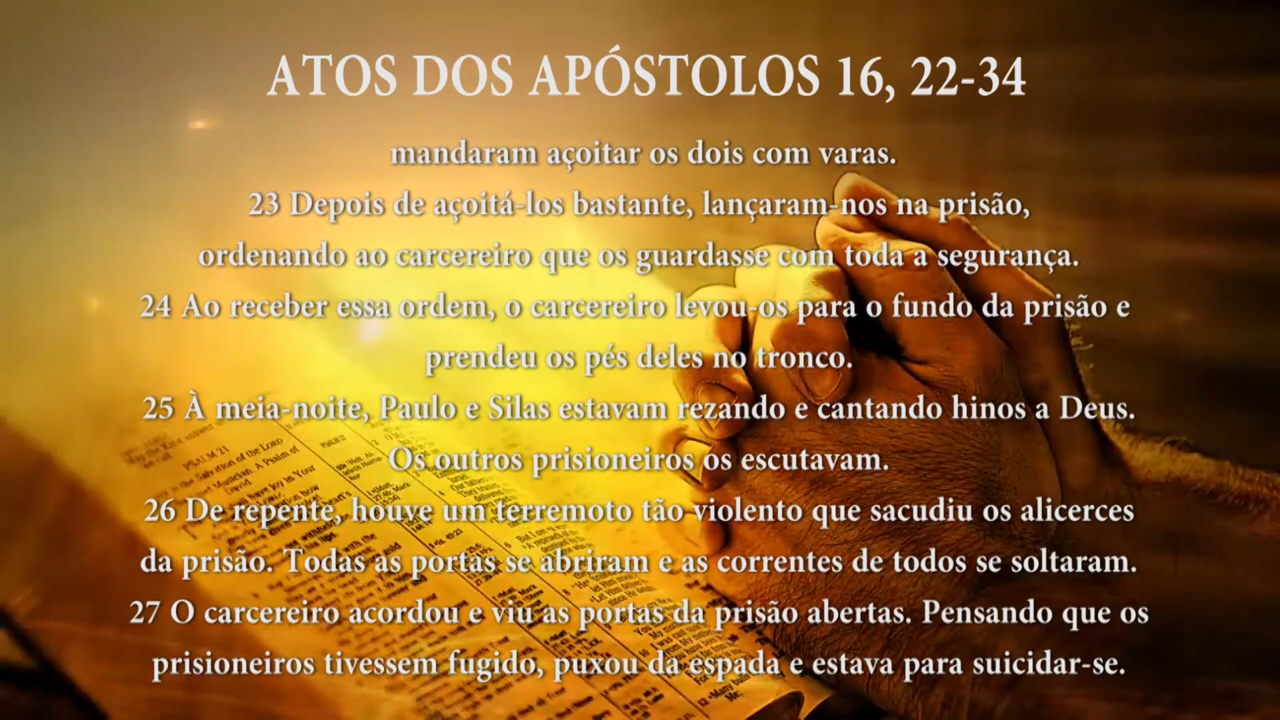 ATOS DOS APÓSTOLOS 16, 22-34
mandaram açoitar os dois com varas.
23 Depois de açoitá-los bastante, lançaram-nos na prisão,
ordenando ao carcereiro que os guardasse com toda a segurança.
24 Ao receber essa ordem, o carcereiro levou-os para o fundo da prisão e
prendeu os pés deles no tronco.
25 À meia-noite, Paulo e Silas estavam rezando e cantando hinos a Deus.
Os outros prisioneiros os escutavam.
26 De repente, houve um terremoto tão violento que sacudiu os alicerces
da prisão. Todas as portas se abriram e as correntes de todos se soltaram.
27 O carcereiro acordou e viu as portas da prisão abertas. Pensando que os
prisioneiros tivessem fugido, puxou da espada e estava para suicidar-se.
PSALM 21